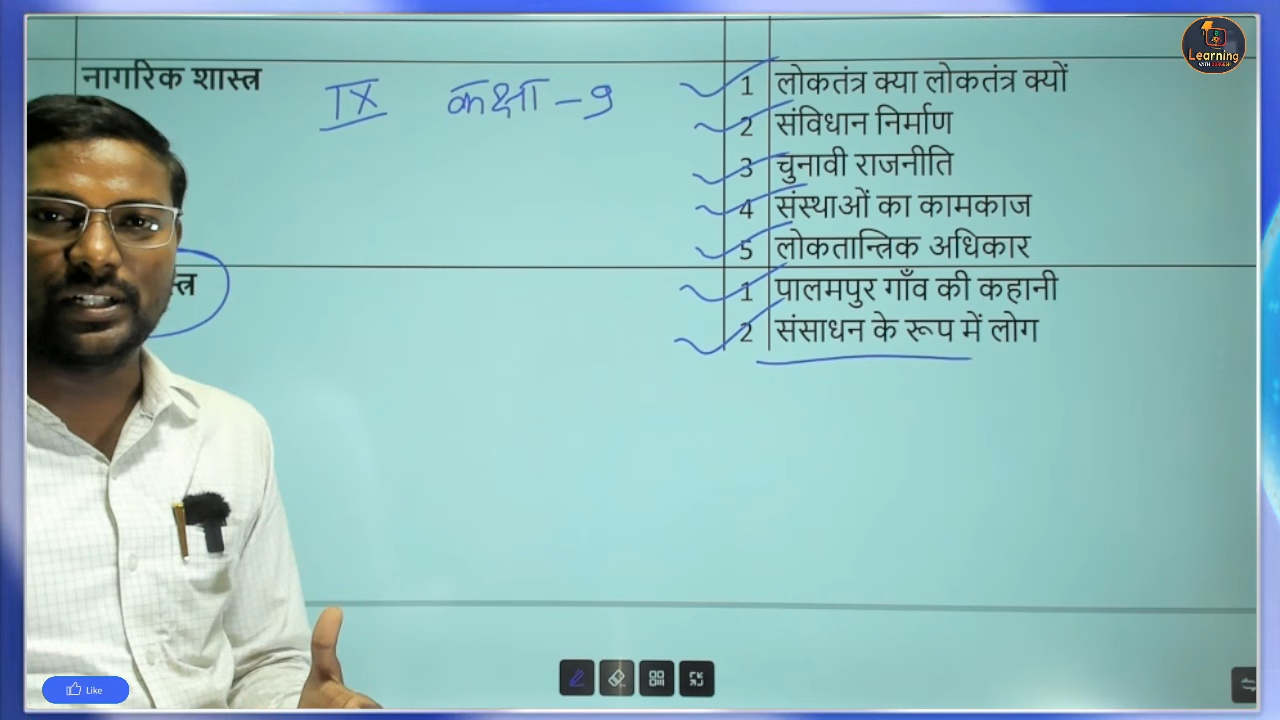 Learning
नागरिक शास्त्र
IX कक्षा - 9
1 लोकतंत्र क्या लोकतंत्र क्यों
2 संविधान निर्माण
3 चुनावी राजनीति
4 संस्थाओं का कामकाज
5 लोकतान्त्रिक अधिकार
1 पालमपुर गाँव की कहानी
2 संसाधन के रूप में लोग
Like